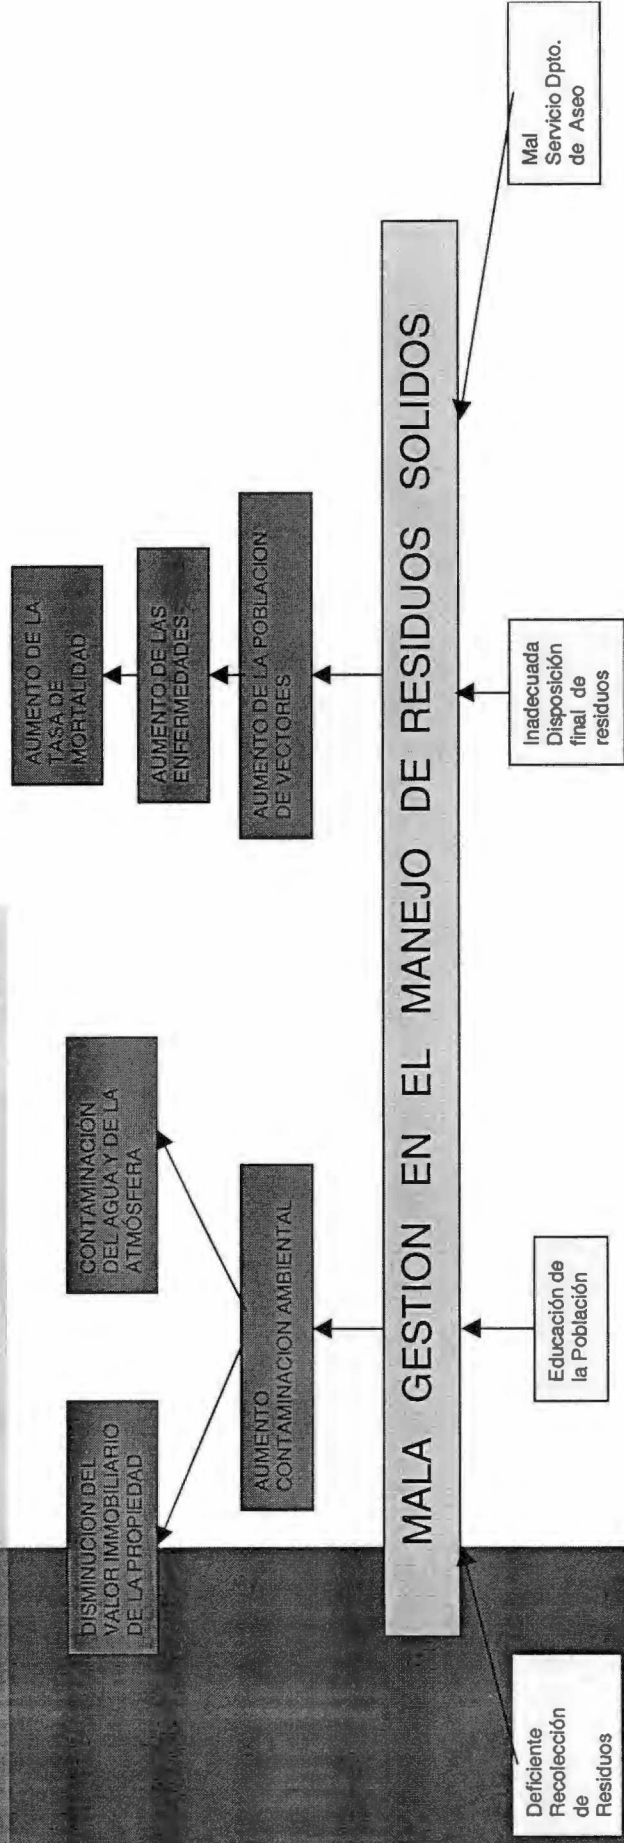 DISMINUCION DEL
VALOR IMMOBILIARIO
DE LA PROPIEDAD
CONTAMINACIÓN
DEL AGUA Y DE LA
ATMÓSFERA
AUMENTO DE LA
TASA DE
MORTALIDAD
AUMENTO DE LAS
ENFERMEDADES
AUMENTO
CONTAMINACION AMBIENTAL
AUMENTO DE LA POBLACION
DE VECTORES
MALA GESTION EN EL MANEJO DE RESIDUOS SOLIDOS
Deficiente
Recolección
de
Residuos
Educación de
la Población
Inadecuada
Disposición
final de
residuos
Mal
Servicio Dpto.
de Aseo